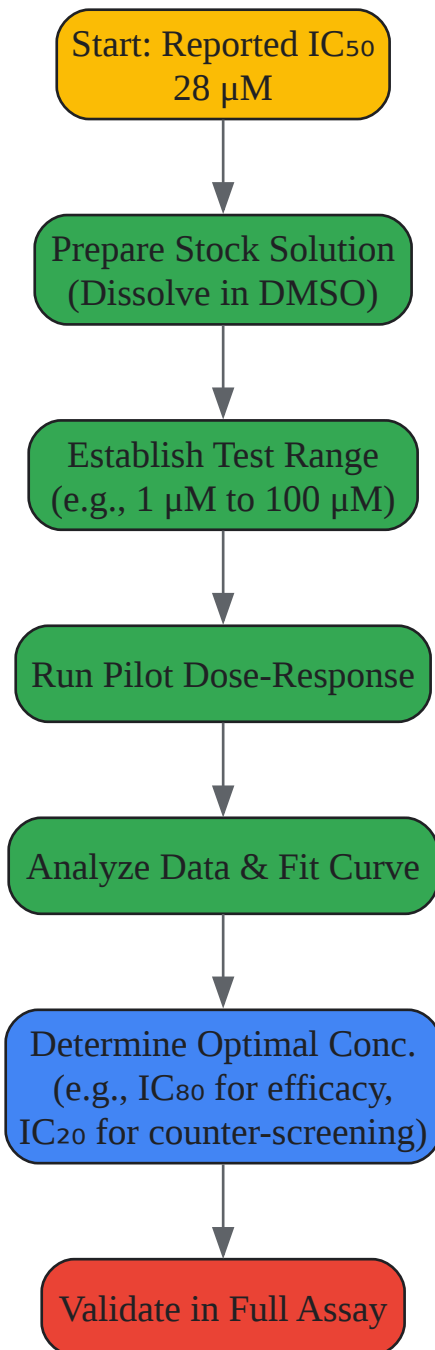 Start: Reported IC₅₀
28 μM
Prepare Stock Solution
(Dissolve in DMSO)
Establish Test Range
(e.g., 1 μM to 100 μM)
Run Pilot Dose-Response
Analyze Data & Fit Curve
Determine Optimal Conc.
(e.g., IC₈₀ for efficacy,
IC₂₀ for counter-screening)
Validate in Full Assay